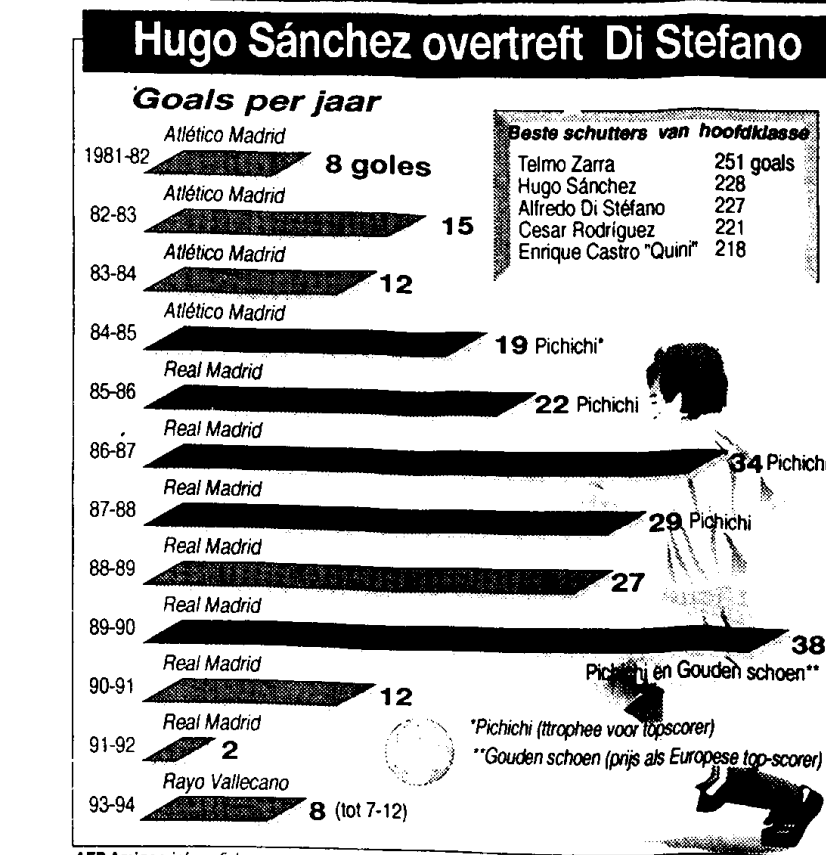 Hugo Sánchez overtreft Di Stefano
Goals per jaar
Atlético Madrid
1981-82 8 goles
Atlético Madrid
82-83 15
Atlético Madrid
83-84 12
Atlético Madrid
84-85 19 Pichichi*
Real Madrid
85-86 22 Pichichi
Real Madrid
86-87 34 Pichichi
Real Madrid
87-88 29 Pichichi
Real Madrid
88-89 27
Real Madrid
89-90 38
Pichichi en Gouden schoen**
Real Madrid
90-91 12
Real Madrid
91-92 2
Rayo Vallecano
93-94 8 (tot 7-12)
Beste schutters van hoofdklasse
Telmo Zarra 251 goals
Hugo Sánchez 228
Alfredo Di Stéfano 227
Cesar Rodríguez 221
Enrique Castro "Quini" 218
*Pichichi (ttrophee voor topscorer)
**Gouden schoen (prijs als Europese top-scorer)